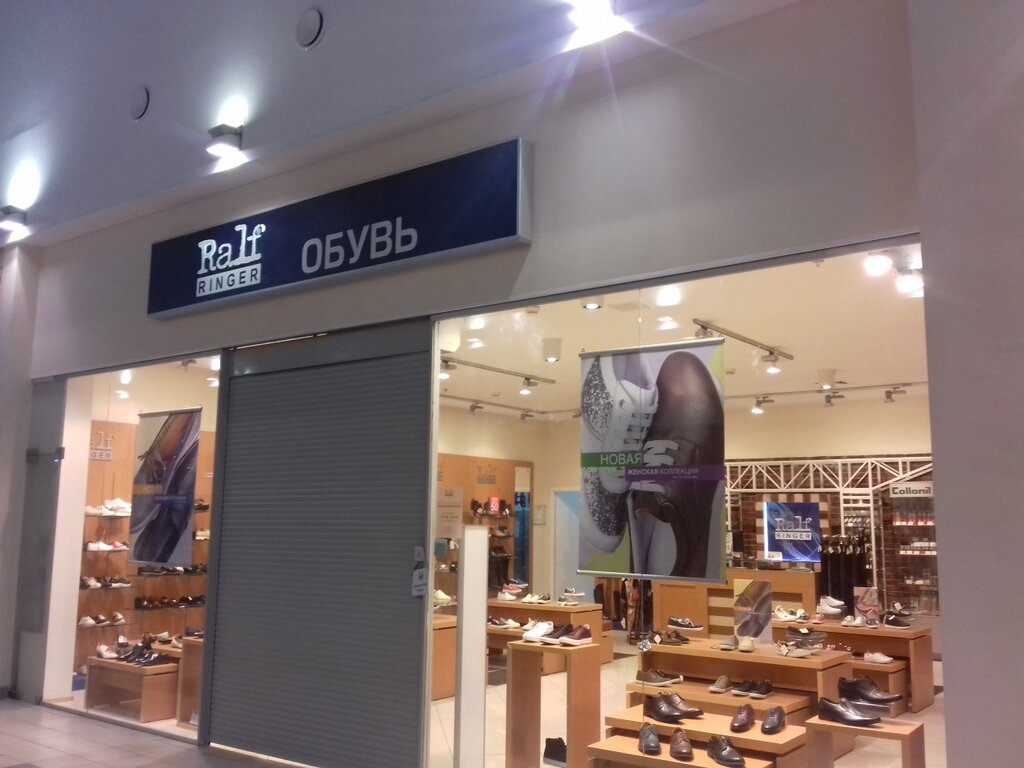 Ralf
RINGER
ОБУВЬ
НОВАЯ
ЖЕНСКАЯ КОЛЛЕКЦИЯ
Collonil
Ralf
RINGER